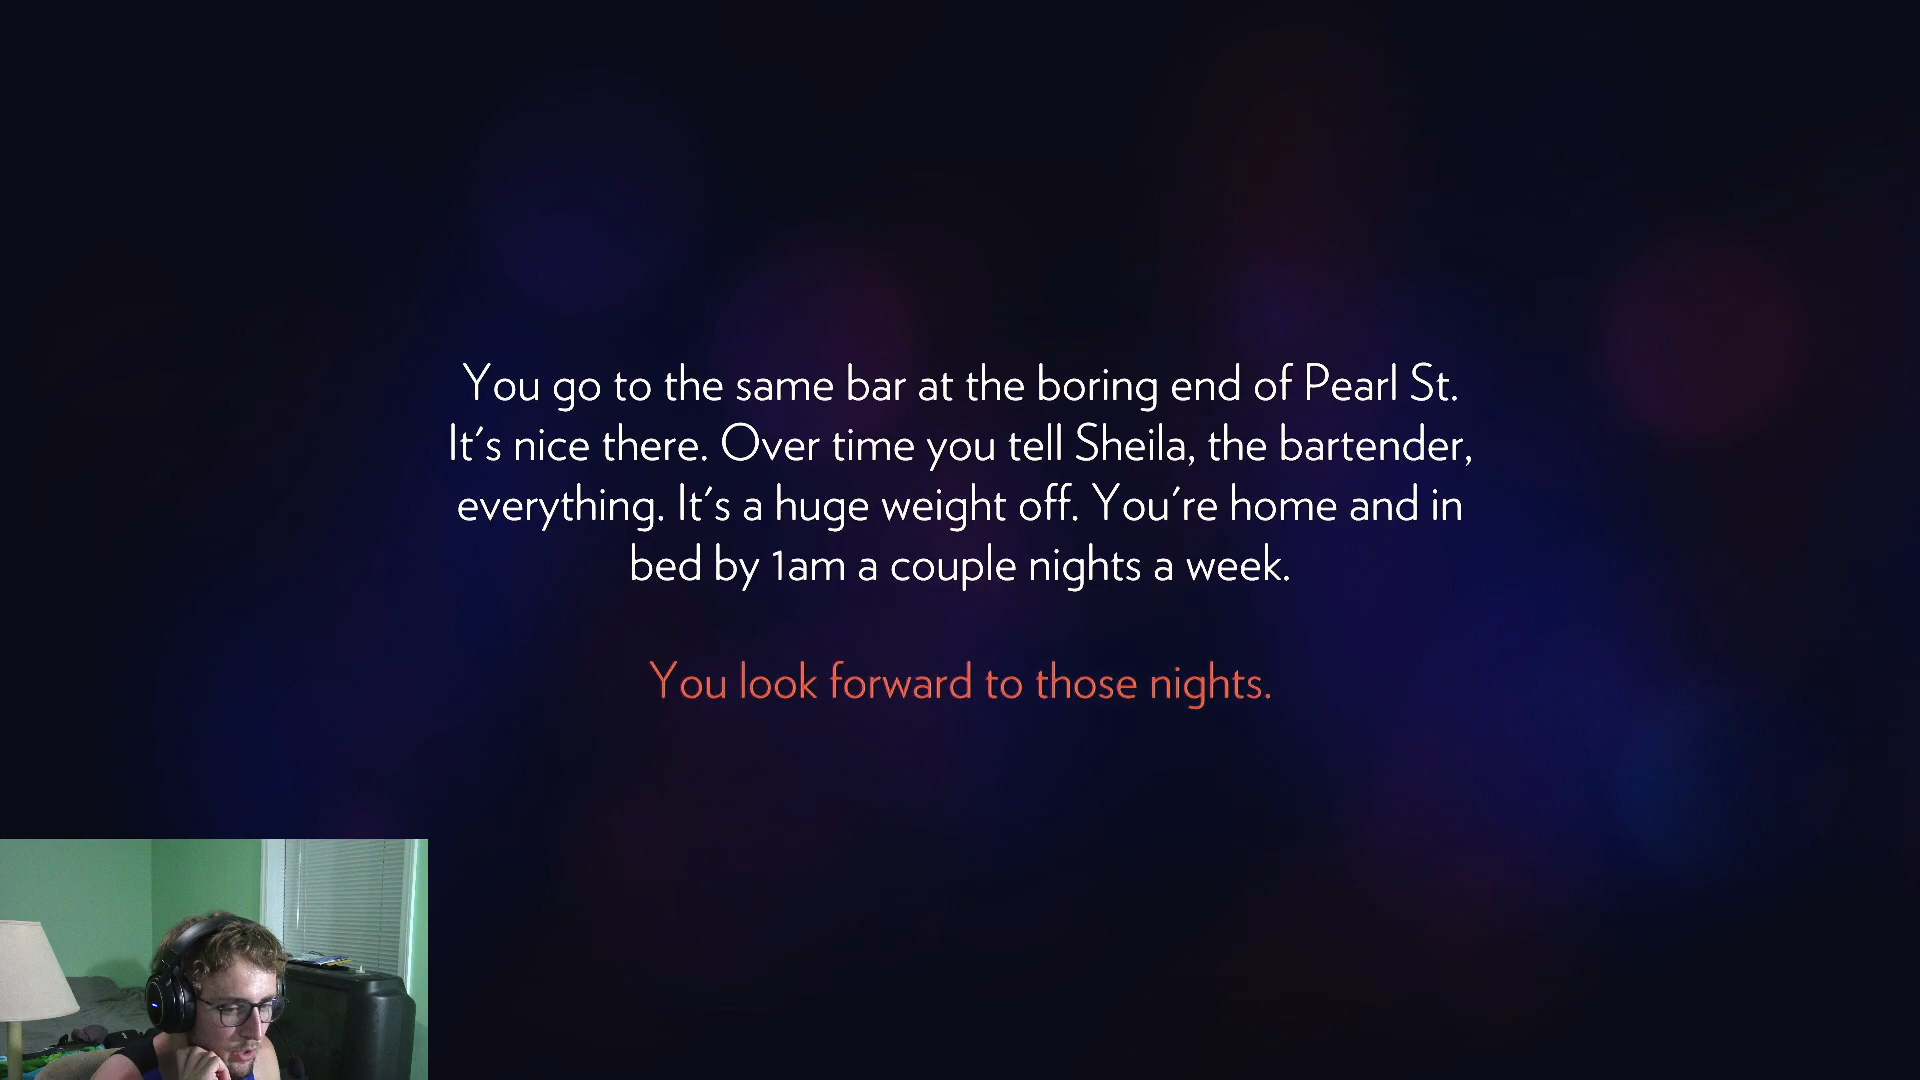 You go to the same bar at the boring end of Pearl St.
It's nice there. Over time you tell Sheila, the bartender,
everything. It's a huge weight off. You're home and in
bed by 1am a couple nights a week.
You look forward to those nights.